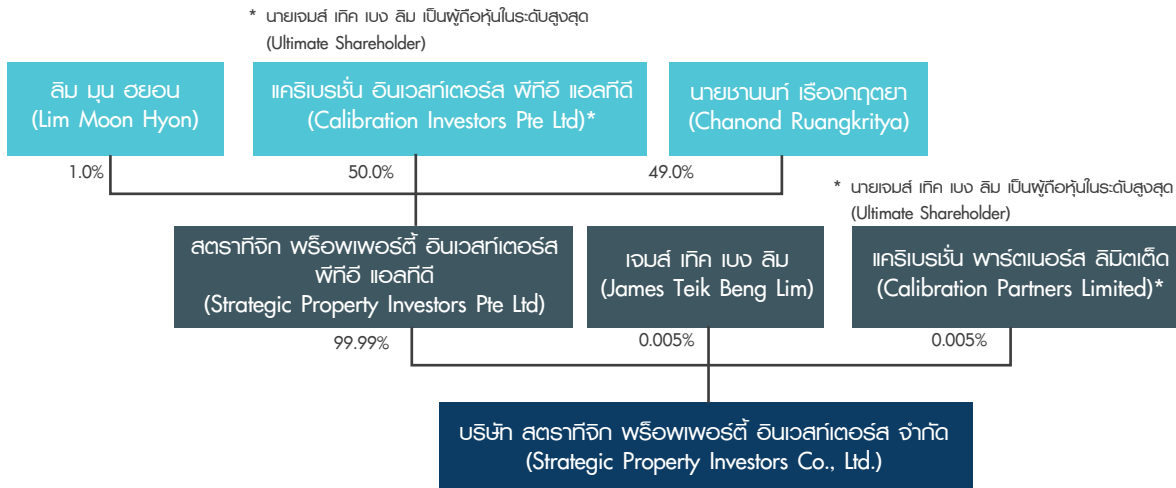 * นายเจมส์ เทิค เบง ลิม เป็นผู้ถือหุ้นในระดับสูงสุด
(Ultimate Shareholder)
ลิม มุน ฮยอน
(Lim Moon Hyon)
แคริเบรชั่น อินเวสท์เตอร์ส พีทีอี แอลทีดี
(Calibration Investors Pte Ltd)*
นายชานนท์ เรืองกฤตยา
(Chanond Ruangkritya)
1.0%
50.0%
49.0%
* นายเจมส์ เทิค เบง ลิม เป็นผู้ถือหุ้นในระดับสูงสุด
(Ultimate Shareholder)
สตราทีจิก พร็อพเพอร์ตี้ อินเวสท์เตอร์ส
พีทีอี แอลทีดี
(Strategic Property Investors Pte Ltd)
เจมส์ เทิค เบง ลิม
(James Teik Beng Lim)
แคริเบรชั่น พาร์ตเนอร์ส ลิมิตเต็ด
(Calibration Partners Limited)*
99.99%
0.005%
0.005%
บริษัท สตราทีจิก พร็อพเพอร์ตี้ อินเวสท์เตอร์ส จำกัด
(Strategic Property Investors Co., Ltd.)